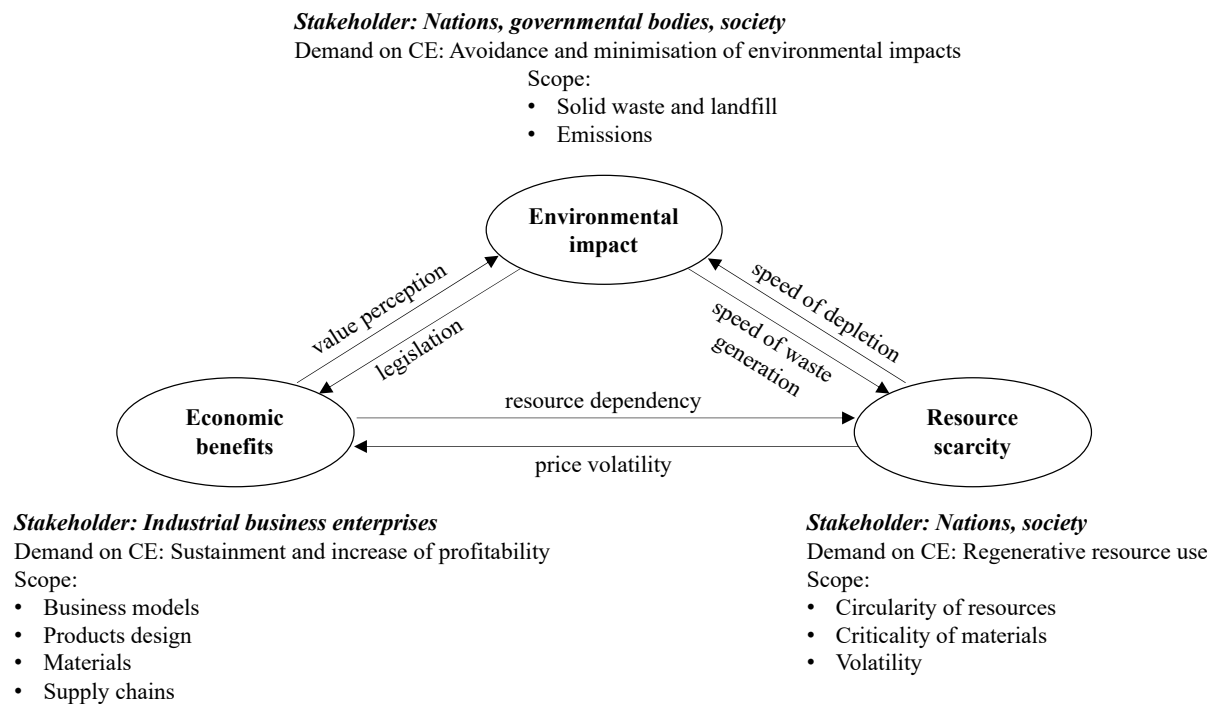 Stakeholder: Nations, governmental bodies, society
Demand on CE: Avoidance and minimisation of environmental impacts
Scope:
• Solid waste and landfill
• Emissions
Environmental
impact
value perception
legislation
speed of depletion
speed of waste
generation
Economic
benefits
resource dependency
price volatility
Resource
scarcity
Stakeholder: Industrial business enterprises
Demand on CE: Sustainment and increase of profitability
Scope:
• Business models
• Products design
• Materials
• Supply chains
Stakeholder: Nations, society
Demand on CE: Regenerative resource use
Scope:
• Circularity of resources
• Criticality of materials
• Volatility